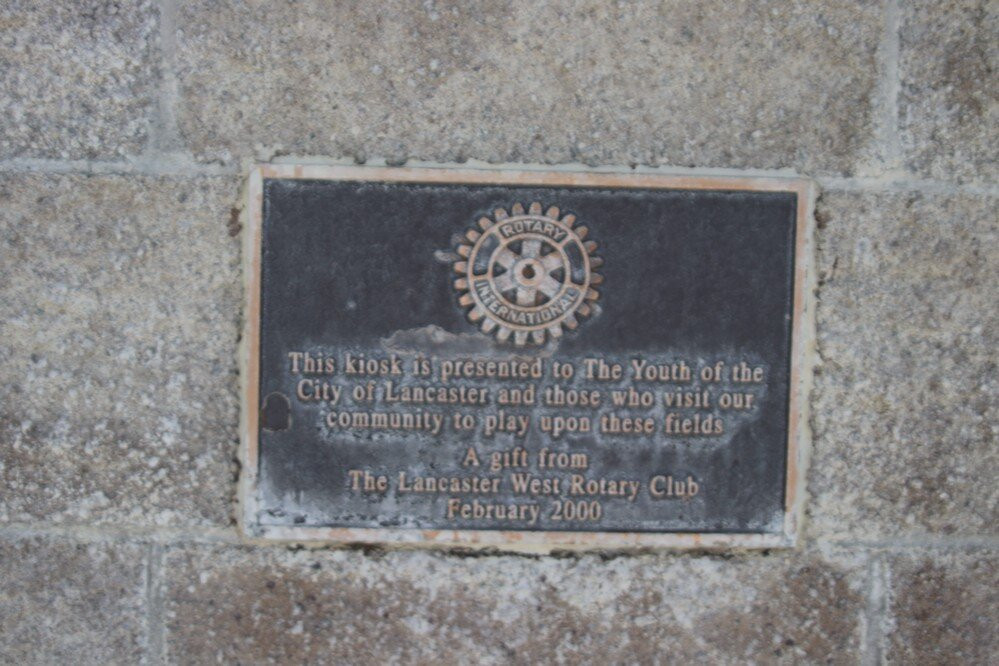 ROTARY
INTERNATIONAL
This kiosk is presented to The Youth of the
City of Lancaster and those who visit our
community to play upon these fields
A gift from
The Lancaster West Rotary Club
February 2000